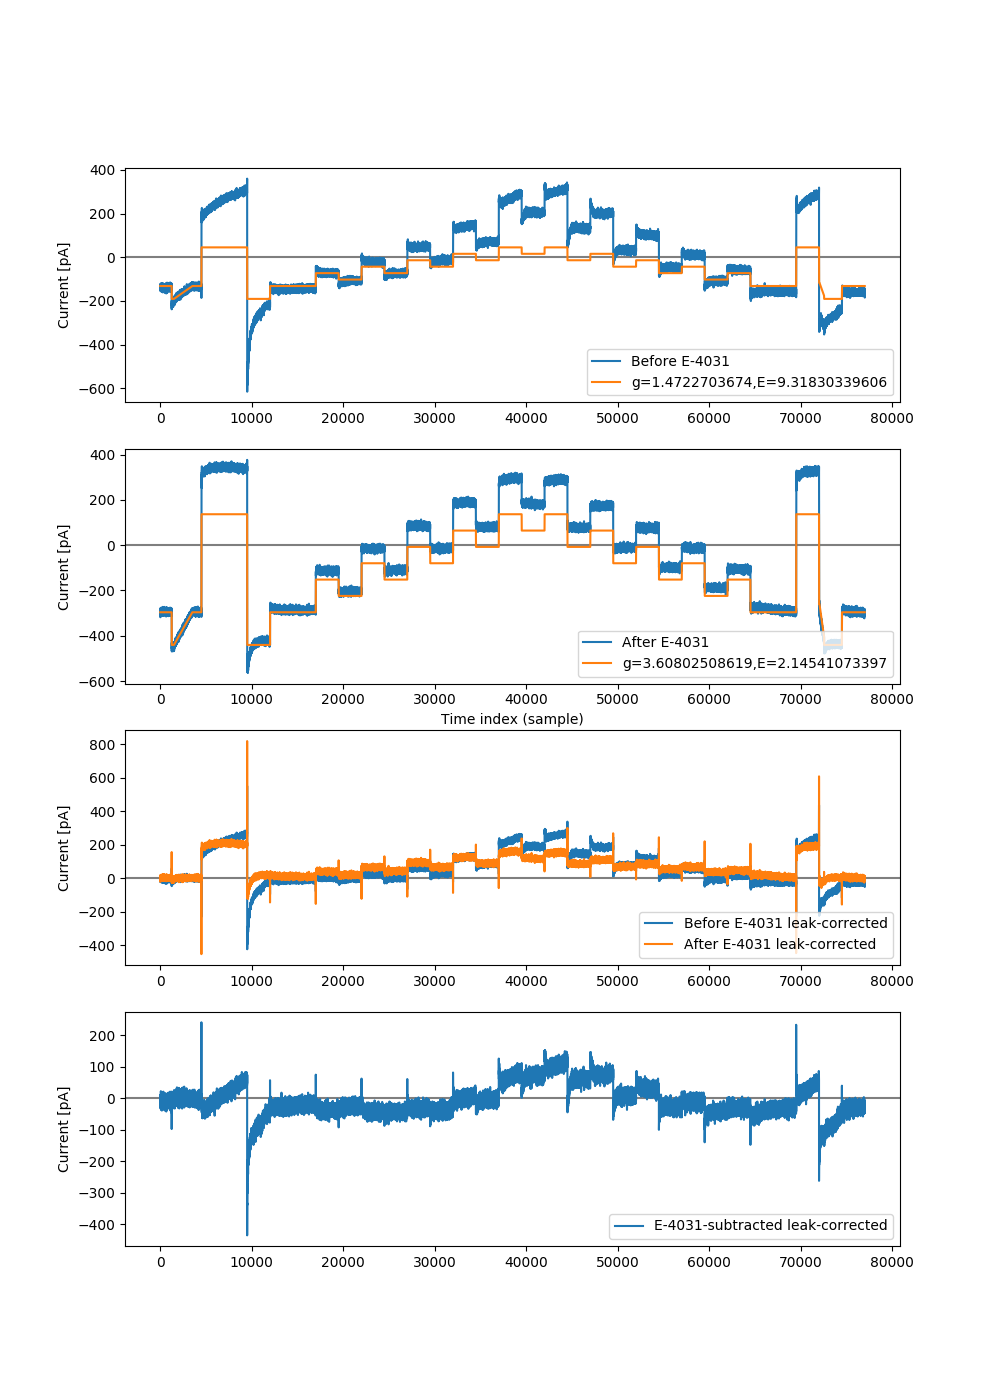 400
200
0
−200
−400
−600
Current [pA]
Before E-4031
g=1.4722703674,E=9.31830339606
0 10000 20000 30000 40000 50000 60000 70000 80000
400
200
0
−200
−400
−600
Current [pA]
After E-4031
g=3.60802508619,E=2.14541073397
0 10000 20000 30000 40000 50000 60000 70000 80000
Time index (sample)
800
600
400
200
0
−200
−400
Current [pA]
Before E-4031 leak-corrected
After E-4031 leak-corrected
0 10000 20000 30000 40000 50000 60000 70000 80000
200
100
0
−100
−200
−300
−400
Current [pA]
E-4031-subtracted leak-corrected
0 10000 20000 30000 40000 50000 60000 70000 80000